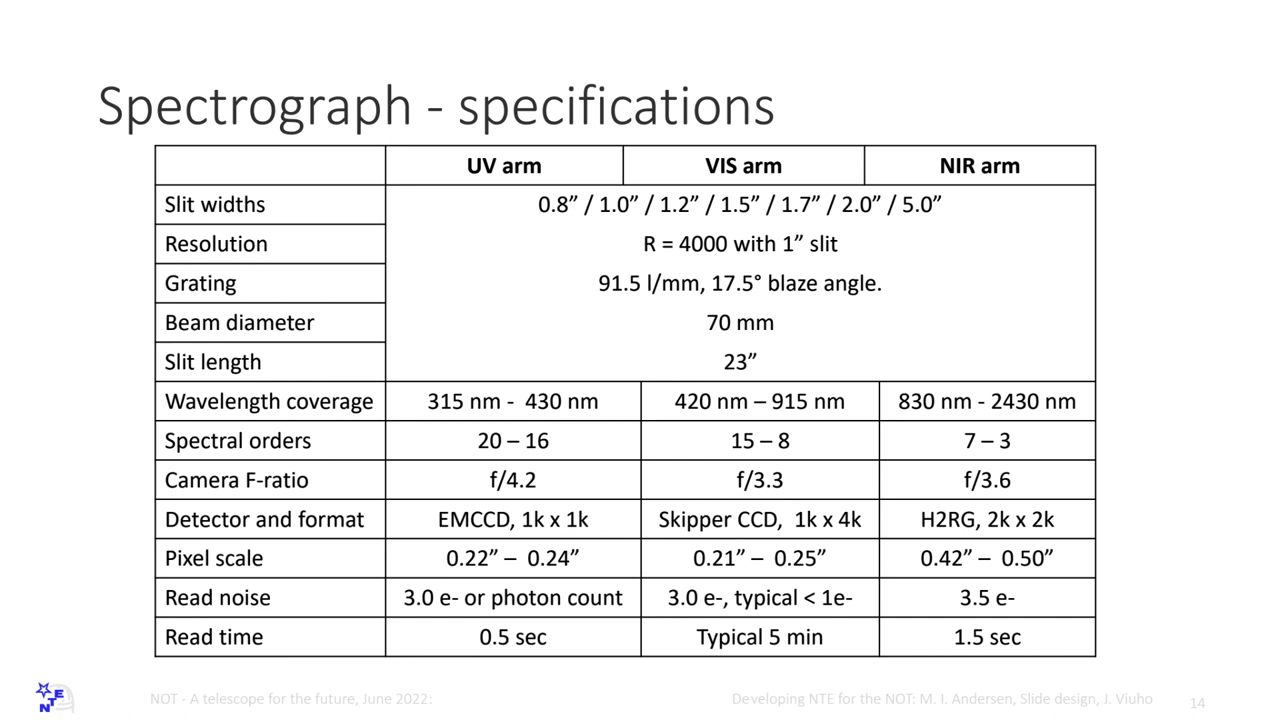 Spectrograph - specifications
UV arm VIS arm NIR arm
Slit widths 0.8” / 1.0” / 1.2” / 1.5” / 1.7” / 2.0” / 5.0”
Resolution R = 4000 with 1” slit
Grating 91.5 l/mm, 17.5° blaze angle.
Beam diameter 70 mm
Slit length 23”
Wavelength coverage 315 nm - 430 nm 420 nm – 915 nm 830 nm - 2430 nm
Spectral orders 20 – 16 15 – 8 7 – 3
Camera F-ratio f/4.2 f/3.3 f/3.6
Detector and format EMCCD, 1k x 1k Skipper CCD, 1k x 4k H2RG, 2k x 2k
Pixel scale 0.22” – 0.24” 0.21” – 0.25” 0.42” – 0.50”
Read noise 3.0 e- or photon count 3.0 e-, typical < 1e- 3.5 e-
Read time 0.5 sec Typical 5 min 1.5 sec
NTE NOT - A telescope for the future, June 2022: Developing NTE for the NOT: M. I. Andersen, Slide design, J. Viuho 14